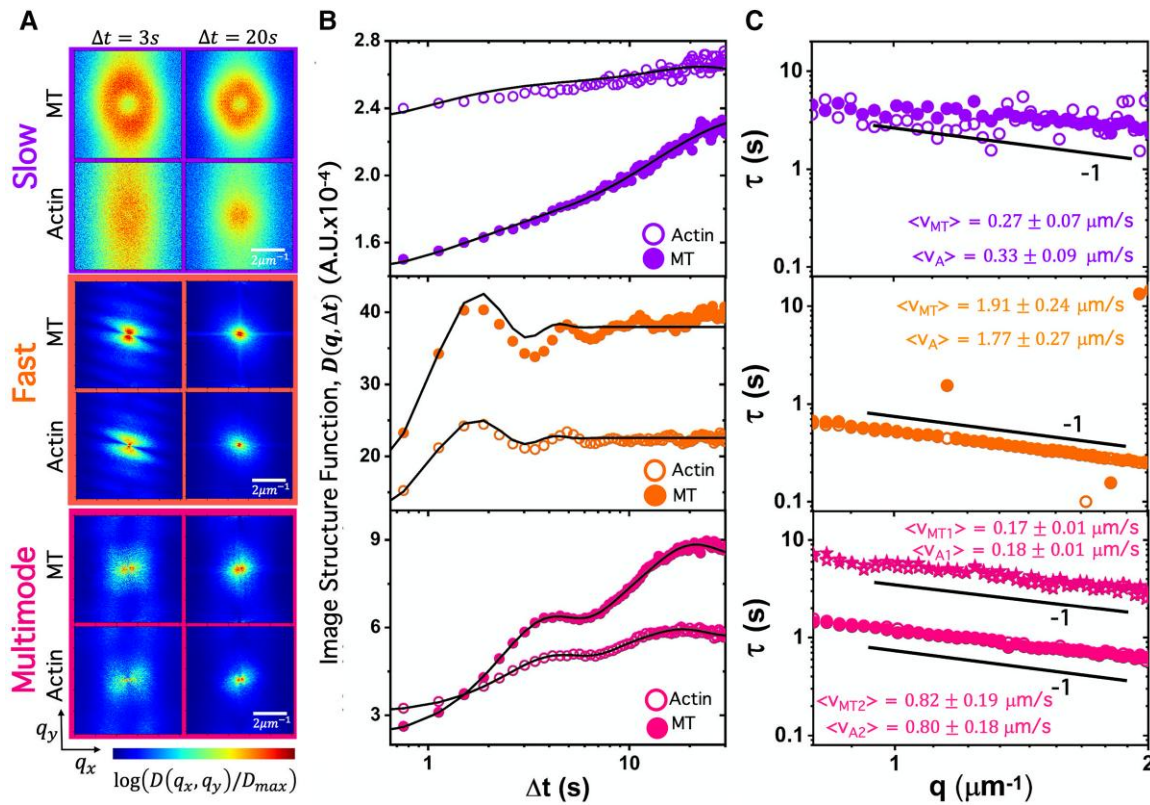 A
Δt = 3s
Δt = 20s
Slow
MT
Actin
2μm⁻¹
Fast
MT
Actin
2μm⁻¹
Multimode
MT
Actin
2μm⁻¹
q_y
q_x
log(D(q_x, q_y)/D_max)
B
Image Structure Function, D(q, Δt) (A.U.x10⁻⁴)
2.8
2.4
1.6
Actin
MT
40
30
20
Actin
MT
9
6
3
Actin
MT
1
10
Δt (s)
C
τ (s)
10
1
0.1
-1
<v_MT> = 0.27 ± 0.07 μm/s
<v_A> = 0.33 ± 0.09 μm/s
τ (s)
10
1
0.1
<v_MT> = 1.91 ± 0.24 μm/s
<v_A> = 1.77 ± 0.27 μm/s
-1
τ (s)
10
1
0.1
<v_MT1> = 0.17 ± 0.01 μm/s
<v_A1> = 0.18 ± 0.01 μm/s
-1
-1
<v_MT2> = 0.82 ± 0.19 μm/s
<v_A2> = 0.80 ± 0.18 μm/s
2
q (μm⁻¹)